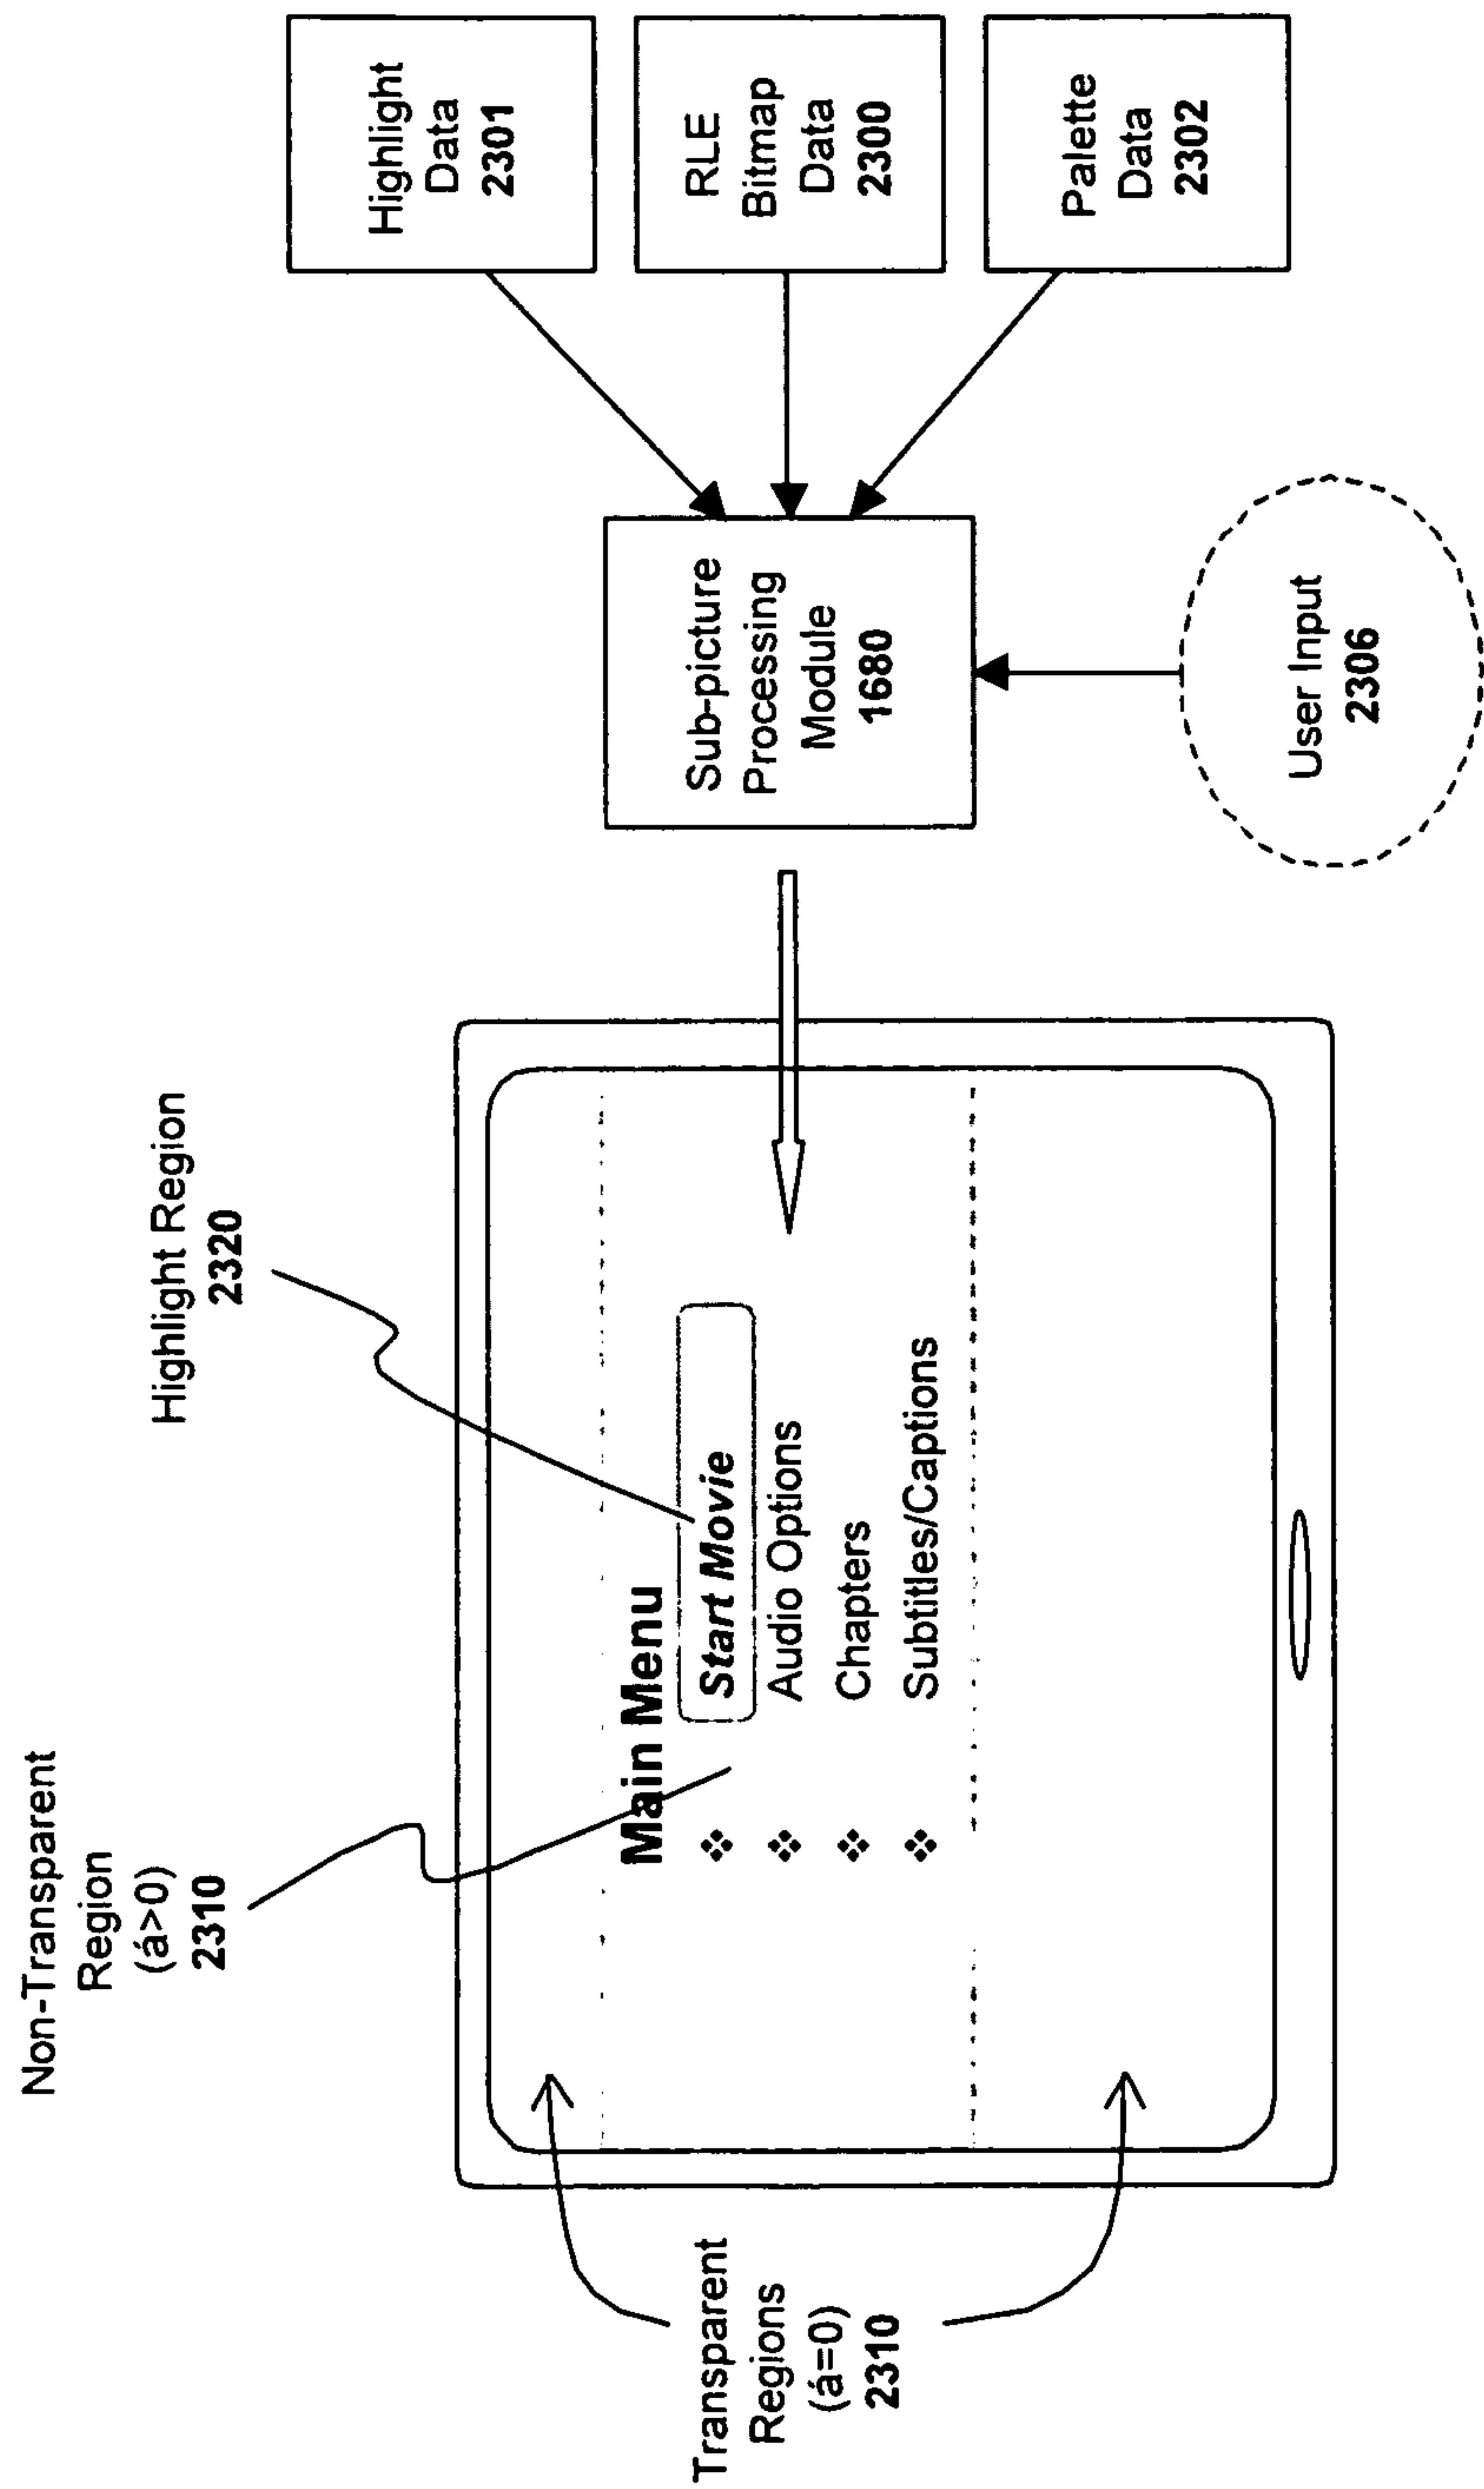 Non-Transparent
Region
(á>0)
2310
Highlight Region
2320
Transparent
Regions
(á=0)
2310
Main Menu
❖ Start Movie
❖ Audio Options
❖ Chapters
❖ Subtitles/Captions
Sub-picture
Processing
Module
1680
Highlight
Data
2301
RLE
Bitmap
Data
2300
Palette
Data
2302
User Input
2306